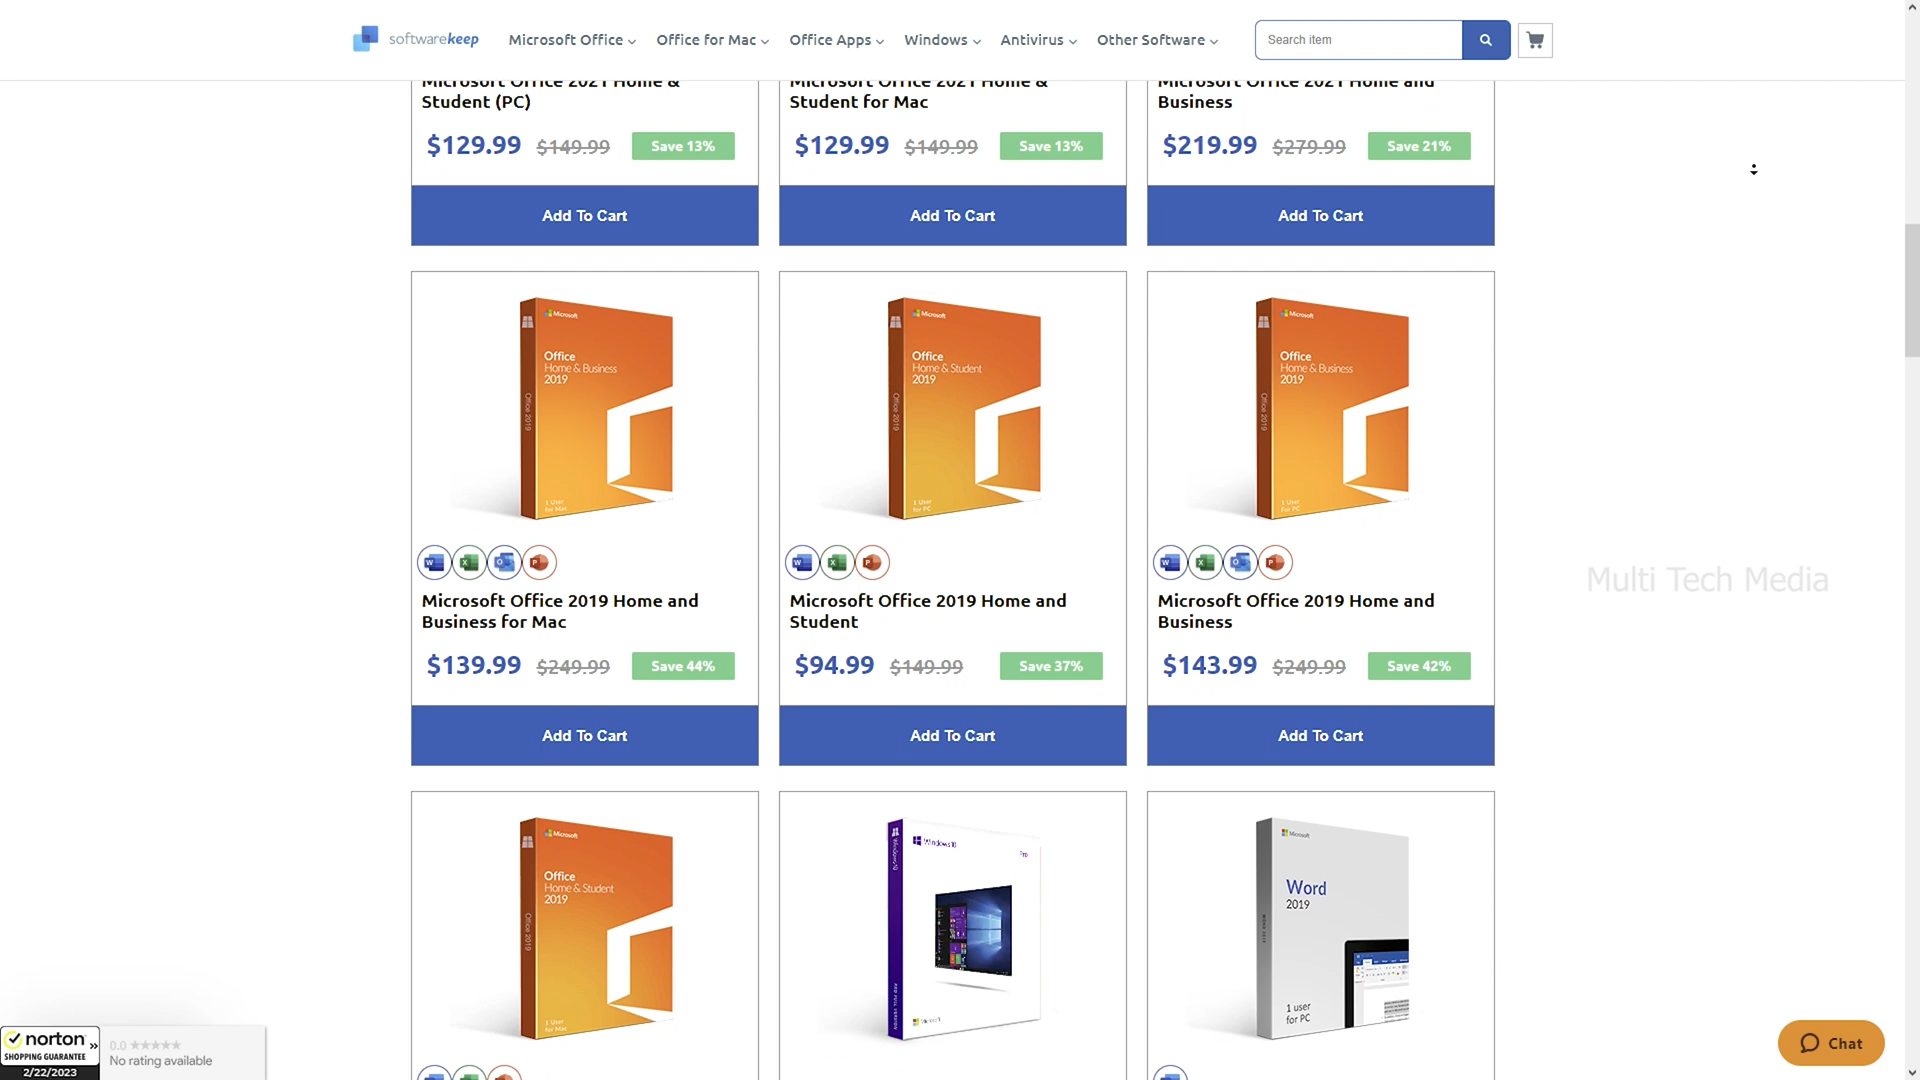 softwarekeep
Microsoft Office
Office for Mac
Office Apps
Windows
Antivirus
Other Software
Search item
Microsoft Office 2021 Home &
Student (PC)
$129.99 $149.99 Save 13%
Add To Cart
Microsoft Office 2021 Home &
Student for Mac
$129.99 $149.99 Save 13%
Add To Cart
Microsoft Office 2021 Home and
Business
$219.99 $279.99 Save 21%
Add To Cart
Microsoft
Office
Home & Business
2019
Office 2019
1 User
for Mac
Microsoft Office 2019 Home and
Business for Mac
$139.99 $249.99 Save 44%
Add To Cart
Microsoft
Office
Home & Student
2019
Office 2019
1 User
for PC
Microsoft Office 2019 Home and
Student
$94.99 $149.99 Save 37%
Add To Cart
Microsoft
Office
Home & Business
2019
Office 2019
1 User
for PC
Microsoft Office 2019 Home and
Business
$143.99 $249.99 Save 42%
Add To Cart
Multi Tech Media
Microsoft
Office
Home & Student
2019
Office 2019
1 User
for Mac
Windows 10
Pro
Windows10
Microsoft
Microsoft
Word
2019
1 user
for PC
norton »
SHOPPING GUARANTEE
2/22/2023
0.0 ★★★★★
No rating available
Chat